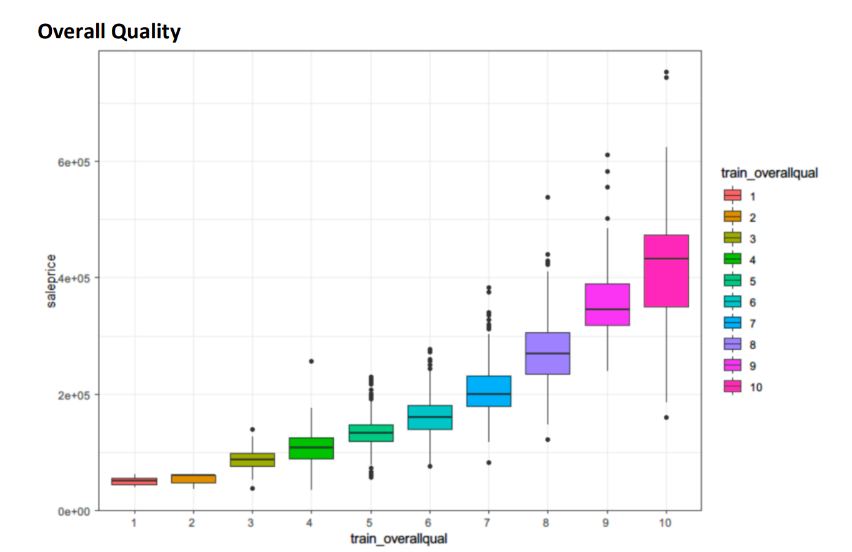 Overall Quality
saleprice
6e+05
4e+05
2e+05
0e+00
1 2 3 4 5 6 7 8 9 10
train_overallqual
train_overallqual
1
2
3
4
5
6
7
8
9
10